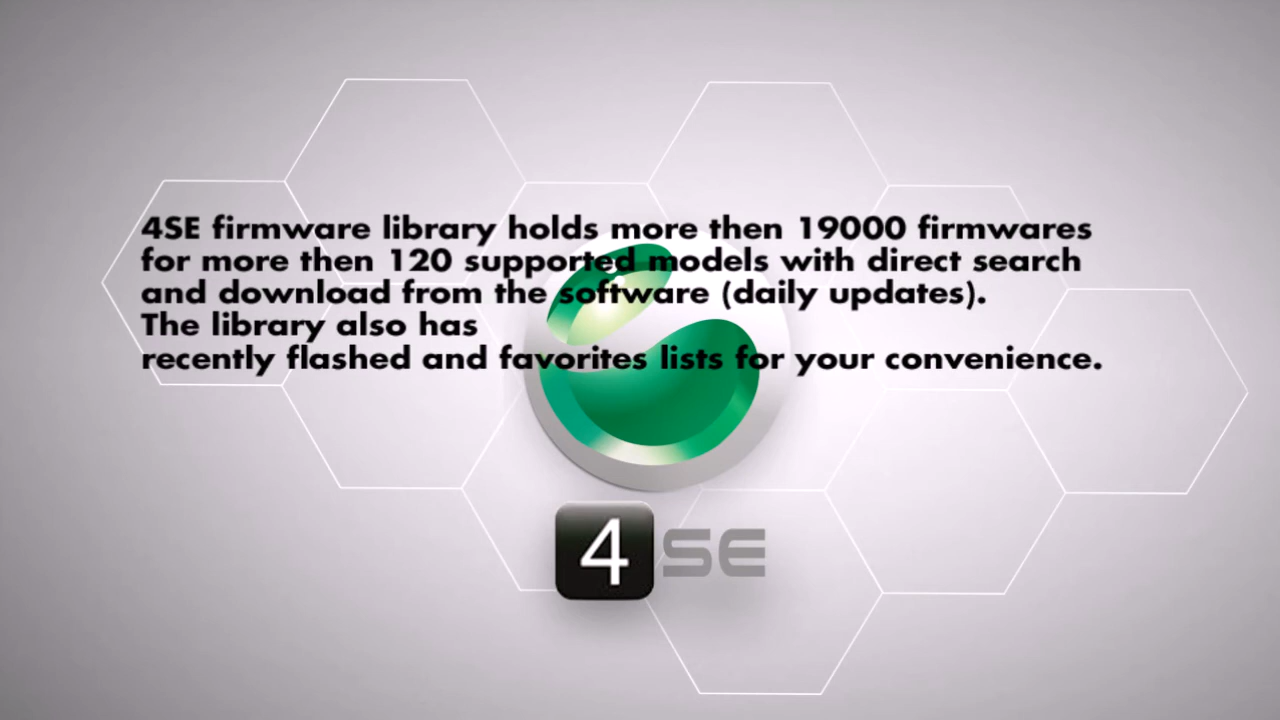 4SE firmware library holds more then 19000 firmwares
for more then 120 supported models with direct search
and download from the software (daily updates).
The library also has
recently flashed and favorites lists for your convenience.
4SE